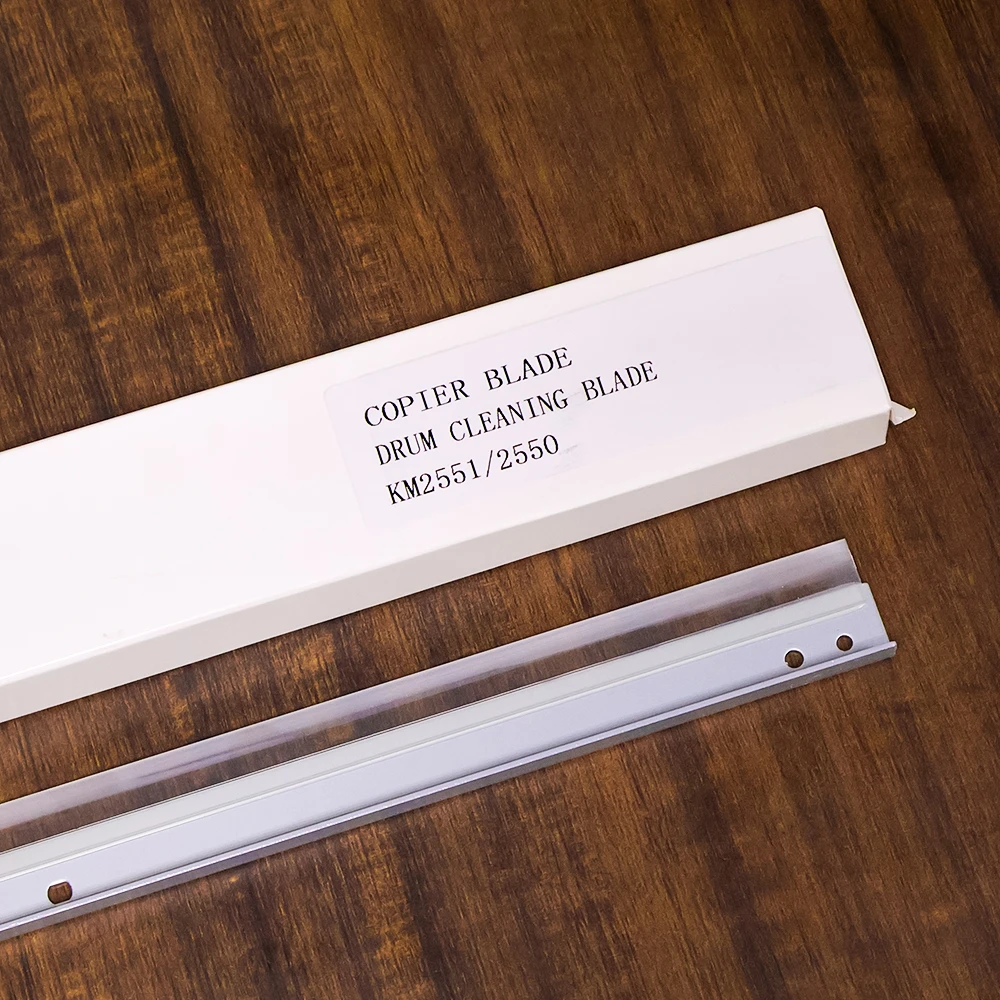 COPIER BLADE
DRUM CLEANING BLADE
KM2551/2550